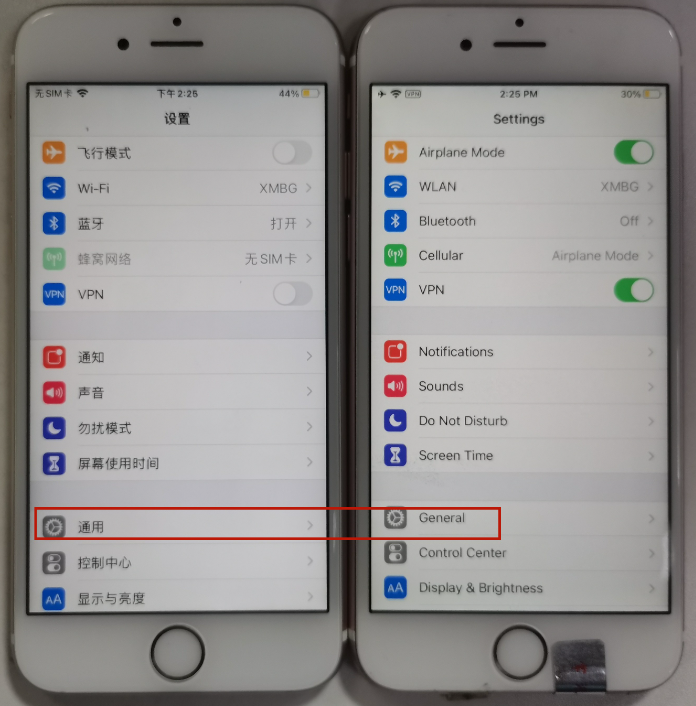 无SIM卡 下午2:25 44%
设置
飞行模式
Wi-Fi XMBG
蓝牙 打开
蜂窝网络 无SIM卡
VPN VPN
通知
声音
勿扰模式
屏幕使用时间
通用
控制中心
AA 显示与亮度
VPN 2:25 PM 30%
Settings
Airplane Mode
WLAN XMBG
Bluetooth Off
Cellular Airplane Mode
VPN VPN
Notifications
Sounds
Do Not Disturb
Screen Time
General
Control Center
AA Display & Brightness